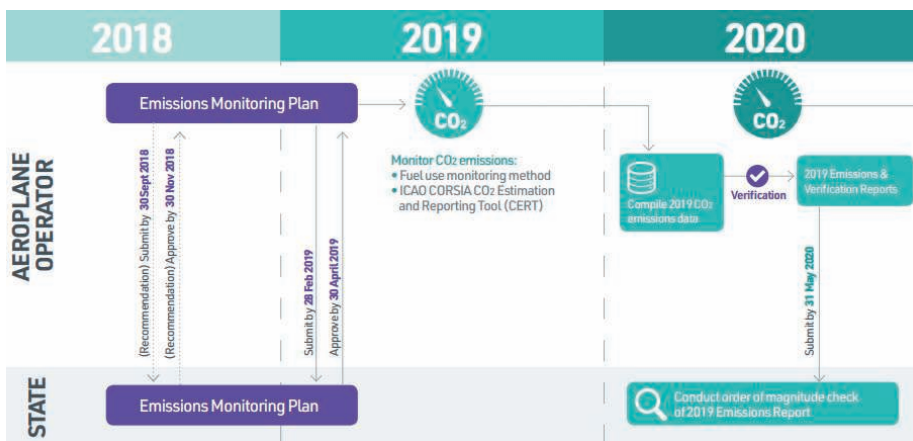 2018
2019
2020
AEROPLANE
OPERATOR
Emissions Monitoring Plan
(Recommendation) Submit by 30 Sept 2018
(Recommendation) Approve by 30 Nov 2018
Submit by 28 Feb 2019
Approve by 30 April 2019
CO2
Monitor CO2 emissions:
• Fuel use monitoring method
• ICAO CORSIA CO2 Estimation
and Reporting Tool (CERT)
CO2
Compile 2019 CO2
emissions data
Verification
2019 Emissions &
Verification Reports
Submit by 31 May 2020
STATE
Emissions Monitoring Plan
Conduct order of magnitude check
of 2019 Emissions Report